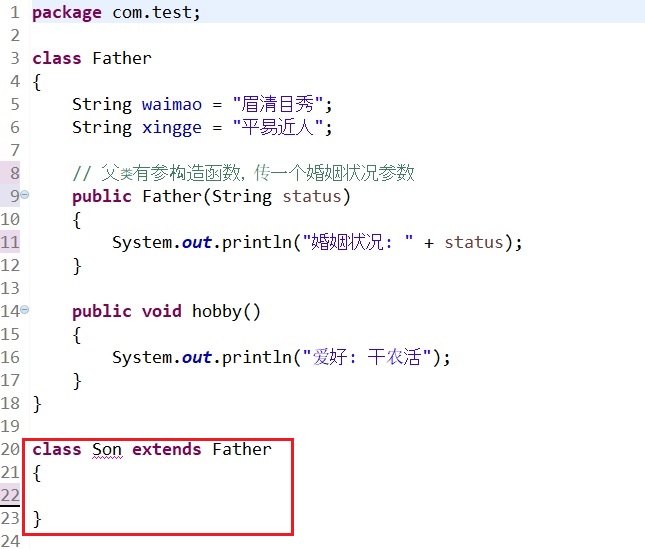 1 package com.test;
2
3 class Father
4 {
5     String waimao = "眉清目秀";
6     String xingge = "平易近人";
7
8     // 父类有参构造函数, 传一个婚姻状况参数
9     public Father(String status)
10     {
11         System.out.println("婚姻状况: " + status);
12     }
13
14     public void hobby()
15     {
16         System.out.println("爱好: 干农活");
17     }
18 }
19
20 class Son extends Father
21 {
22
23 }
24